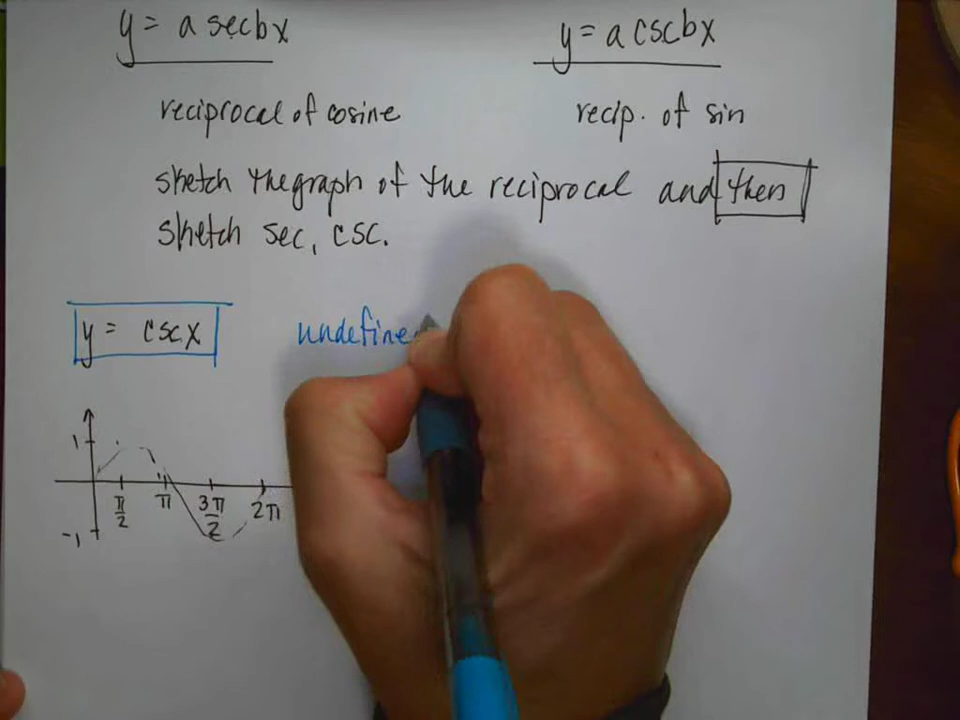 y = a secbx
y = a cscbx
reciprocal of cosine
recip. of sin
sketch the graph of the reciprocal and then
sketch sec, csc.
y = cscx
undefine
1
π/2 π 3π/2 2π
-1